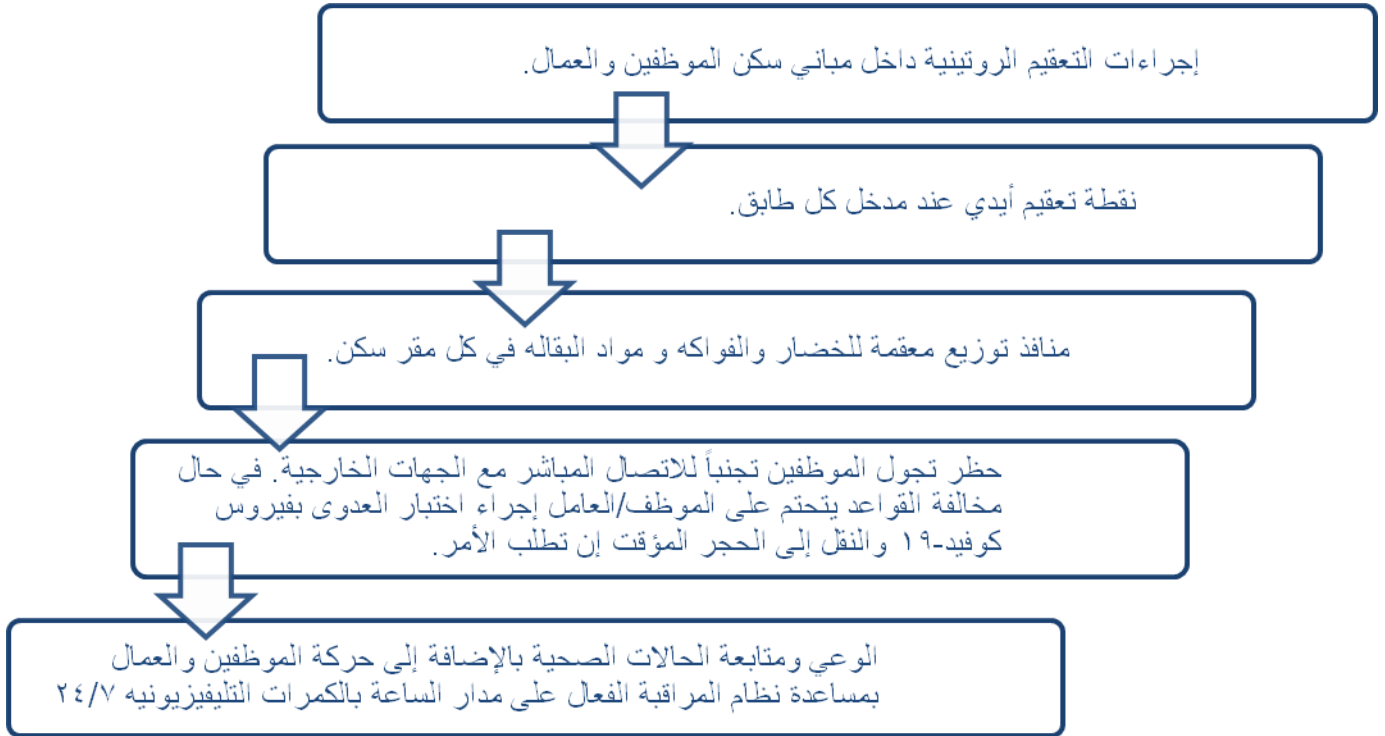 إجراءات التعقيم الروتينية داخل مباني سكن الموظفين والعمال.
نقطة تعقيم أيدي عند مدخل كل طابق.
منافذ توزيع معقمة للخضار والفواكه و مواد البقاله في كل مقر سكن.
حظر تجول الموظفين تجنباً للاتصال المباشر مع الجهات الخارجية. في حال
مخالفة القواعد يتحتم على الموظف/العامل إجراء اختبار العدوى بفيروس
كوفيد-١٩ والنقل إلى الحجر المؤقت إن تطلب الأمر.
الوعي ومتابعة الحالات الصحية بالإضافة إلى حركة الموظفين والعمال
بمساعدة نظام المراقبة الفعال على مدار الساعة بالكمرات التليفيزيونيه ٢٤/٧